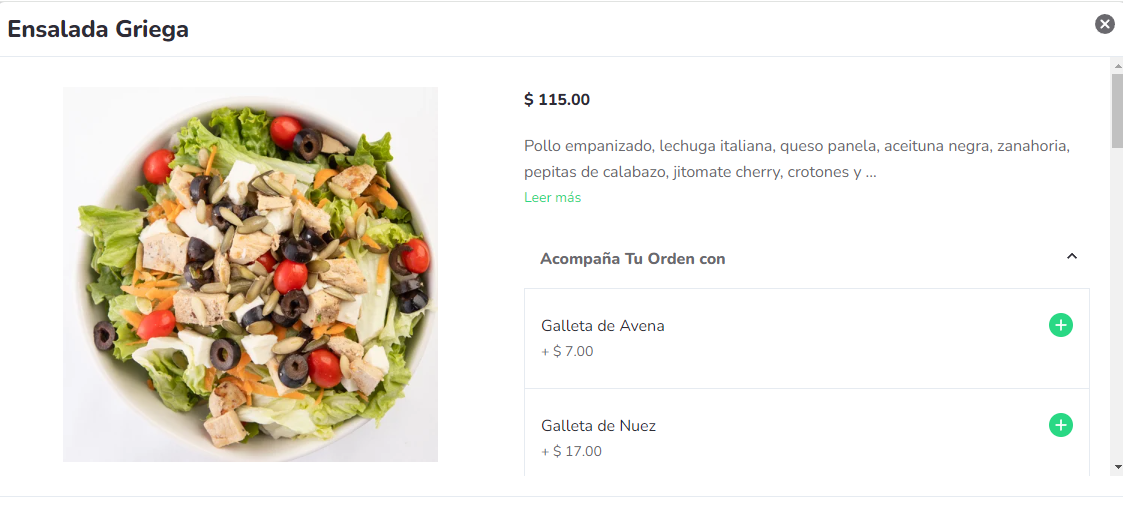 Ensalada Griega
$ 115.00
Pollo empanizado, lechuga italiana, queso panela, aceituna negra, zanahoria,
pepitas de calabazo, jitomate cherry, crotones y ...
Leer más
Acompaña Tu Orden con
Galleta de Avena
+ $ 7.00
Galleta de Nuez
+ $ 17.00